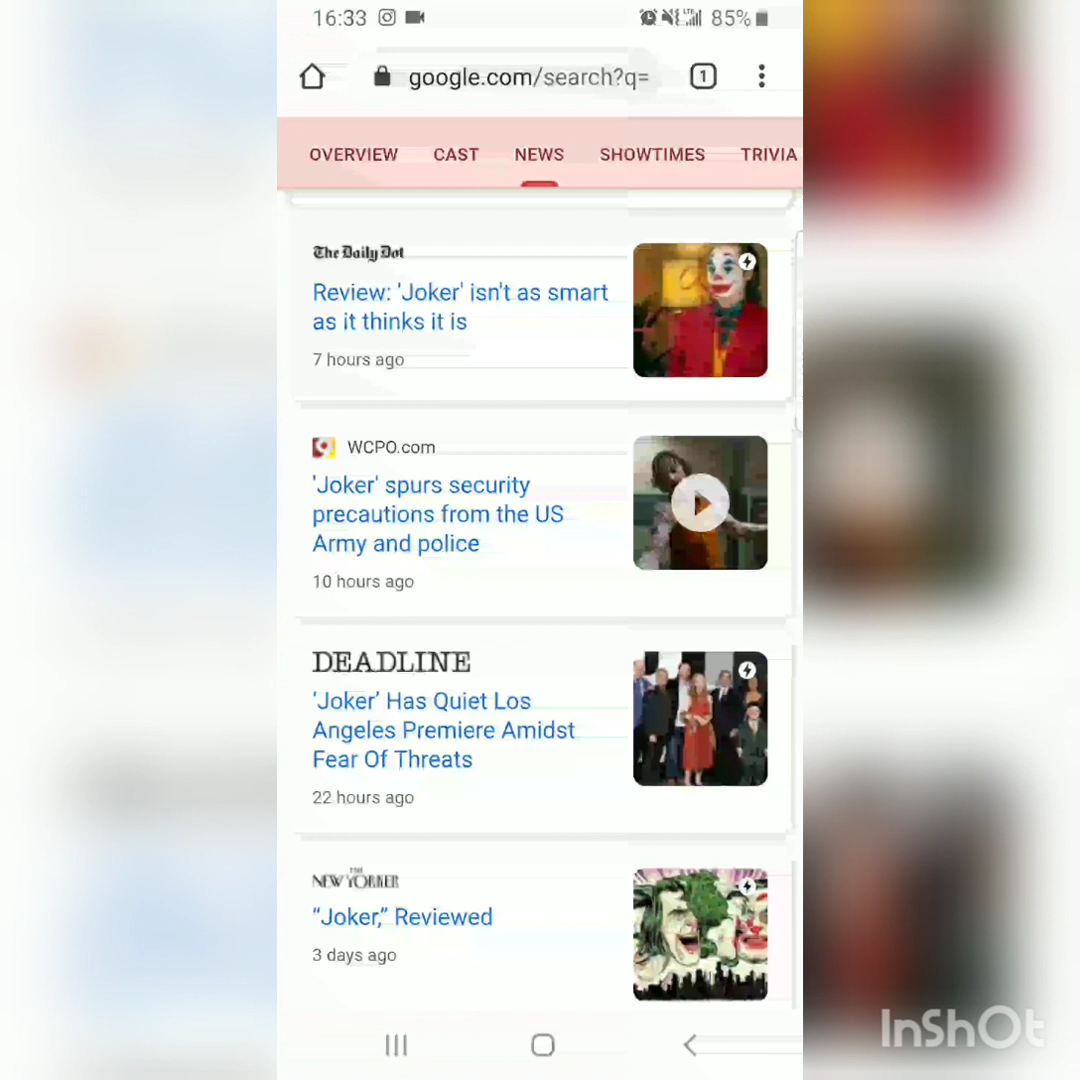 16:33 LTE 85%
google.com/search?q= 1
OVERVIEW CAST NEWS SHOWTIMES TRIVIA
The Daily Dot
Review: 'Joker' isn't as smart
as it thinks it is
7 hours ago
WCPO.com
'Joker' spurs security
precautions from the US
Army and police
10 hours ago
DEADLINE
‘Joker’ Has Quiet Los
Angeles Premiere Amidst
Fear Of Threats
22 hours ago
THE
NEW YORKER
“Joker,” Reviewed
3 days ago
InShOt